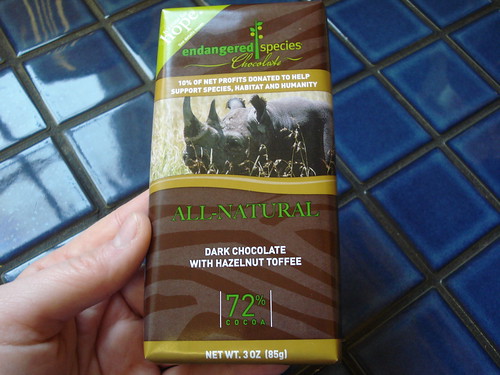 hope.
endangered species
Chocolate
10% OF NET PROFITS DONATED TO HELP
SUPPORT SPECIES, HABITAT AND HUMANITY
ALL-NATURAL
DARK CHOCOLATE
WITH HAZELNUT TOFFEE
72%
COCOA
NET WT. 3 OZ (85g)